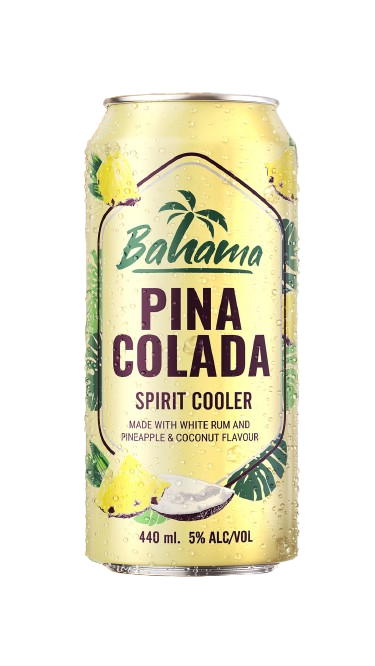 Bahama
PINA
COLADA
SPIRIT COOLER
MADE WITH WHITE RUM AND
PINEAPPLE & COCONUT FLAVOUR
440 ml. 5% ALC/VOL